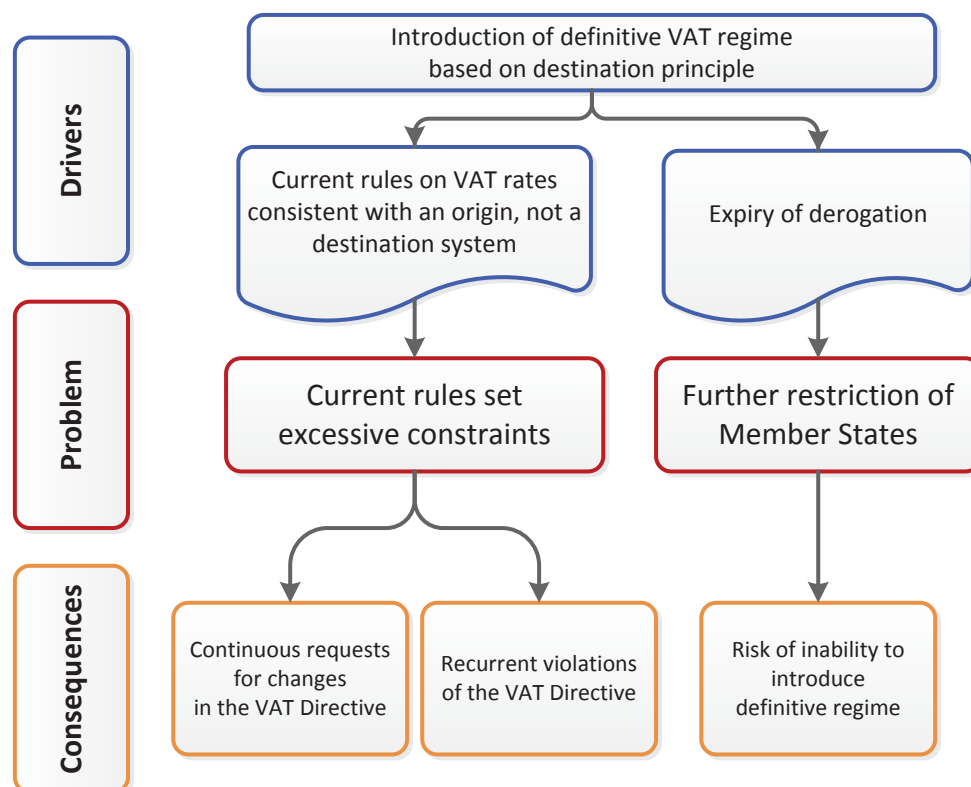 Drivers
Introduction of definitive VAT regime
based on destination principle
Current rules on VAT rates
consistent with an origin, not a
destination system
Expiry of derogation
Problem
Current rules set
excessive constraints
Further restriction of
Member States
Consequences
Continuous requests
for changes
in the VAT Directive
Recurrent violations
of the VAT Directive
Risk of inability to
introduce
definitive regime